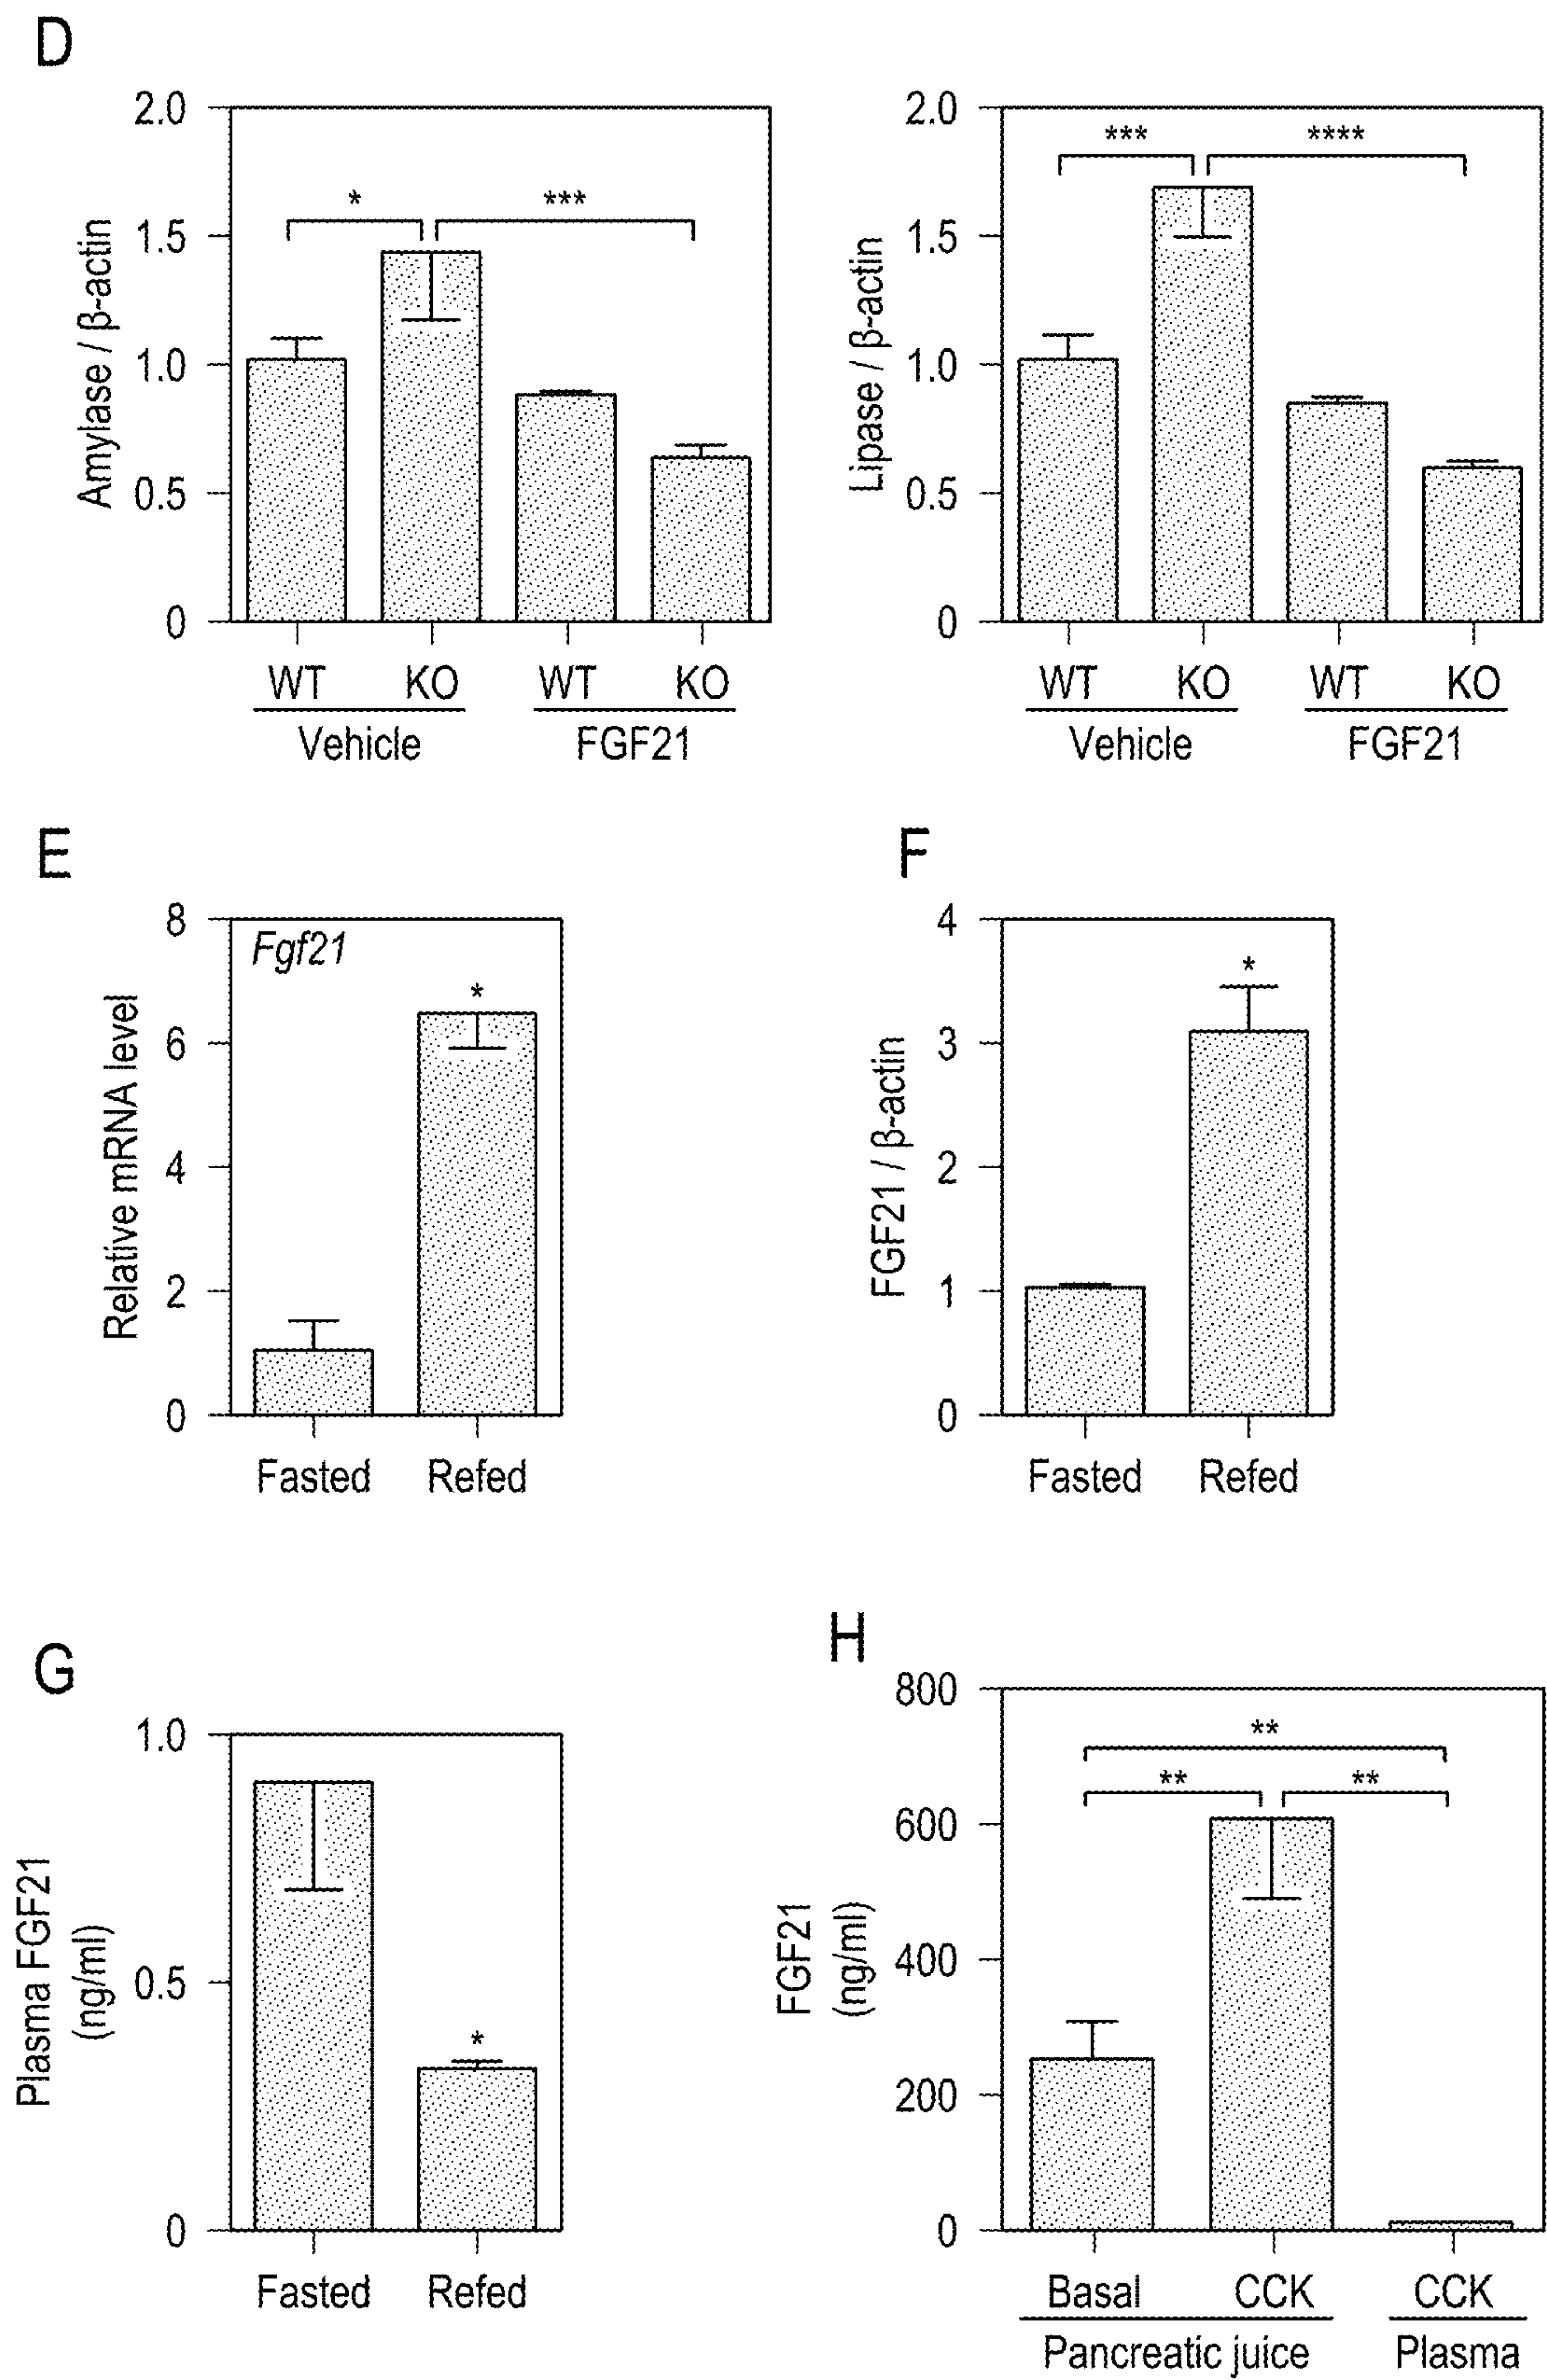 D
2.0
1.5
1.0
0.5
0
Amylase / β-actin
*
***
WT KO WT KO
Vehicle FGF21
2.0
1.5
1.0
0.5
0
Lipase / β-actin
***
****
WT KO WT KO
Vehicle FGF21
E
8
6
4
2
0
Relative mRNA level
Fgf21
*
Fasted Refed
F
4
3
2
1
0
FGF21 / β-actin
*
Fasted Refed
G
1.0
0.5
0
Plasma FGF21
(ng/ml)
*
Fasted Refed
H
800
600
400
200
0
FGF21
(ng/ml)
**
**
**
Basal CCK CCK
Pancreatic juice Plasma